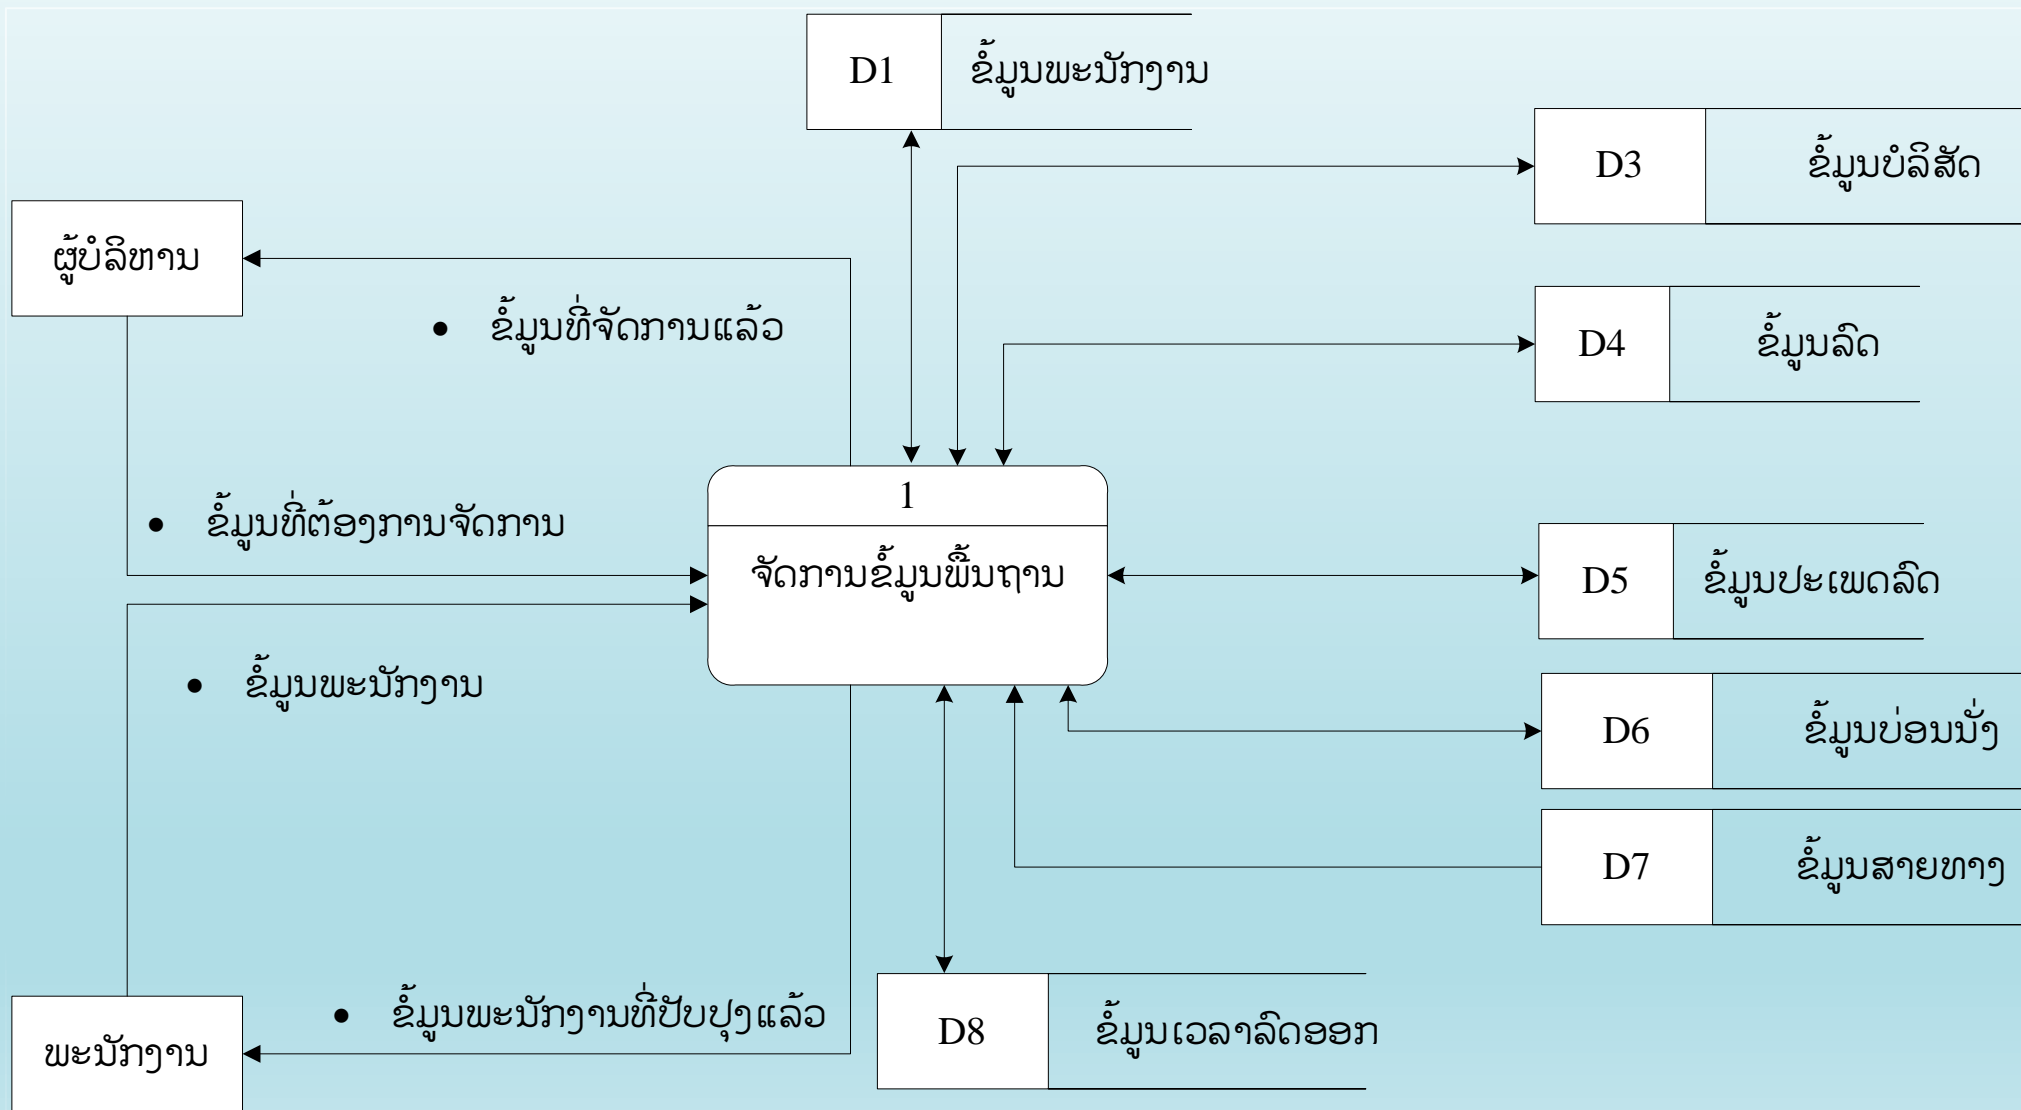 D1 ຂໍ້ມູນພະນັກງານ
D3 ຂໍ້ມູນບໍລິສັດ
ຜູ້ບໍລິຫານ
• ຂໍ້ມູນທີ່ຈັດການແລ້ວ
D4 ຂໍ້ມູນລົດ
1
• ຂໍ້ມູນທີ່ຕ້ອງການຈັດການ
ຈັດການຂໍ້ມູນພື້ນຖານ
D5 ຂໍ້ມູນປະເພດລົດ
• ຂໍ້ມູນພະນັກງານ
D6 ຂໍ້ມູນບ່ອນນັ່ງ
D7 ຂໍ້ມູນສາຍທາງ
• ຂໍ້ມູນພະນັກງານທີ່ປັບປຸງແລ້ວ
D8 ຂໍ້ມູນເວລາລົດອອກ
ພະນັກງານ